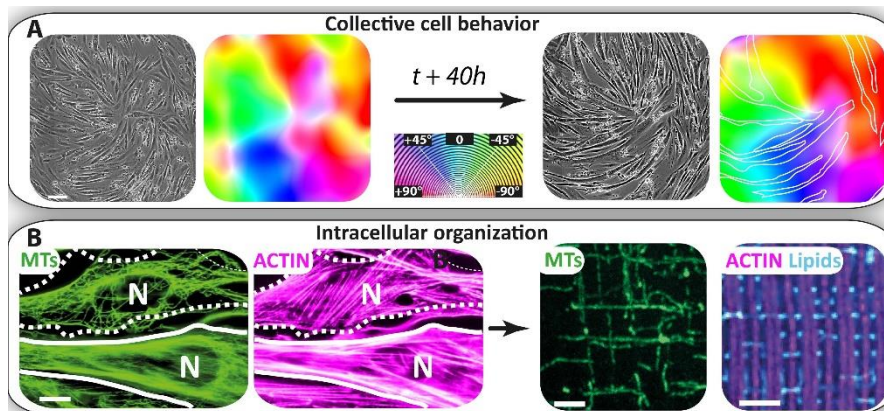 A
Collective cell behavior
t + 40h
+45° 0 -45°
+90° -90°
B
Intracellular organization
MTs
N
N
ACTIN
N
N
MTs
ACTIN Lipids